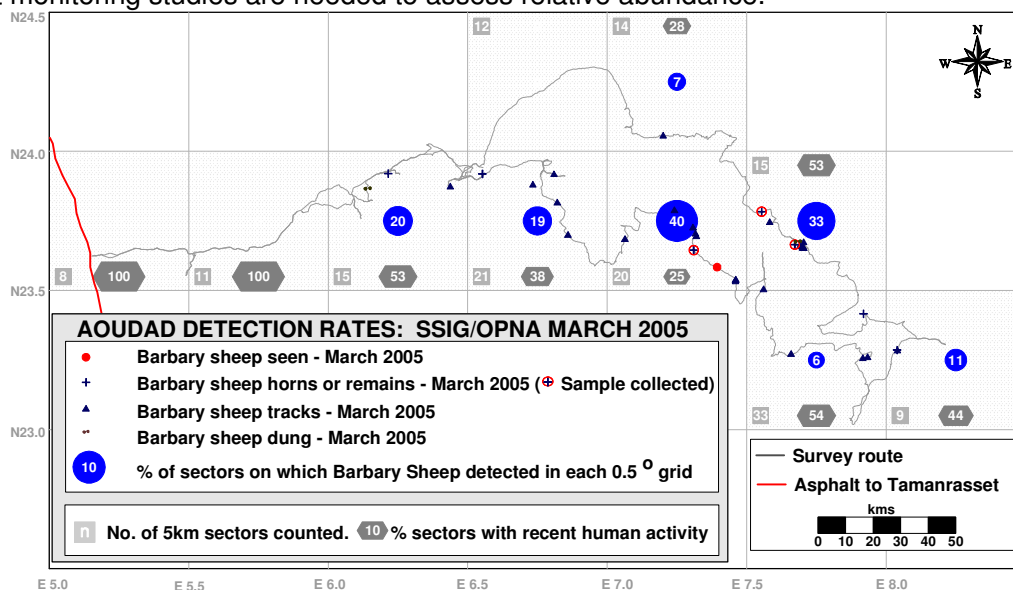 monitoring studies are needed to assess relative abundance.
N24.5
12
14
28
N
W
E
S
7
N24.0
15
53
20
19
40
33
8
100
11
100
15
53
21
38
20
25
N23.5
6
11
33
54
9
44
N23.0
AOUDAD DETECTION RATES: SSIG/OPNA MARCH 2005
Barbary sheep seen - March 2005
Barbary sheep horns or remains - March 2005 ( Sample collected)
Barbary sheep tracks - March 2005
Barbary sheep dung - March 2005
10 % of sectors on which Barbary Sheep detected in each 0.5 o grid
n No. of 5km sectors counted. 10 % sectors with recent human activity
Survey route
Asphalt to Tamanrasset
kms
0 10 20 30 40 50
E 5.0 E 5.5 E 6.0 E 6.5 E 7.0 E 7.5 E 8.0